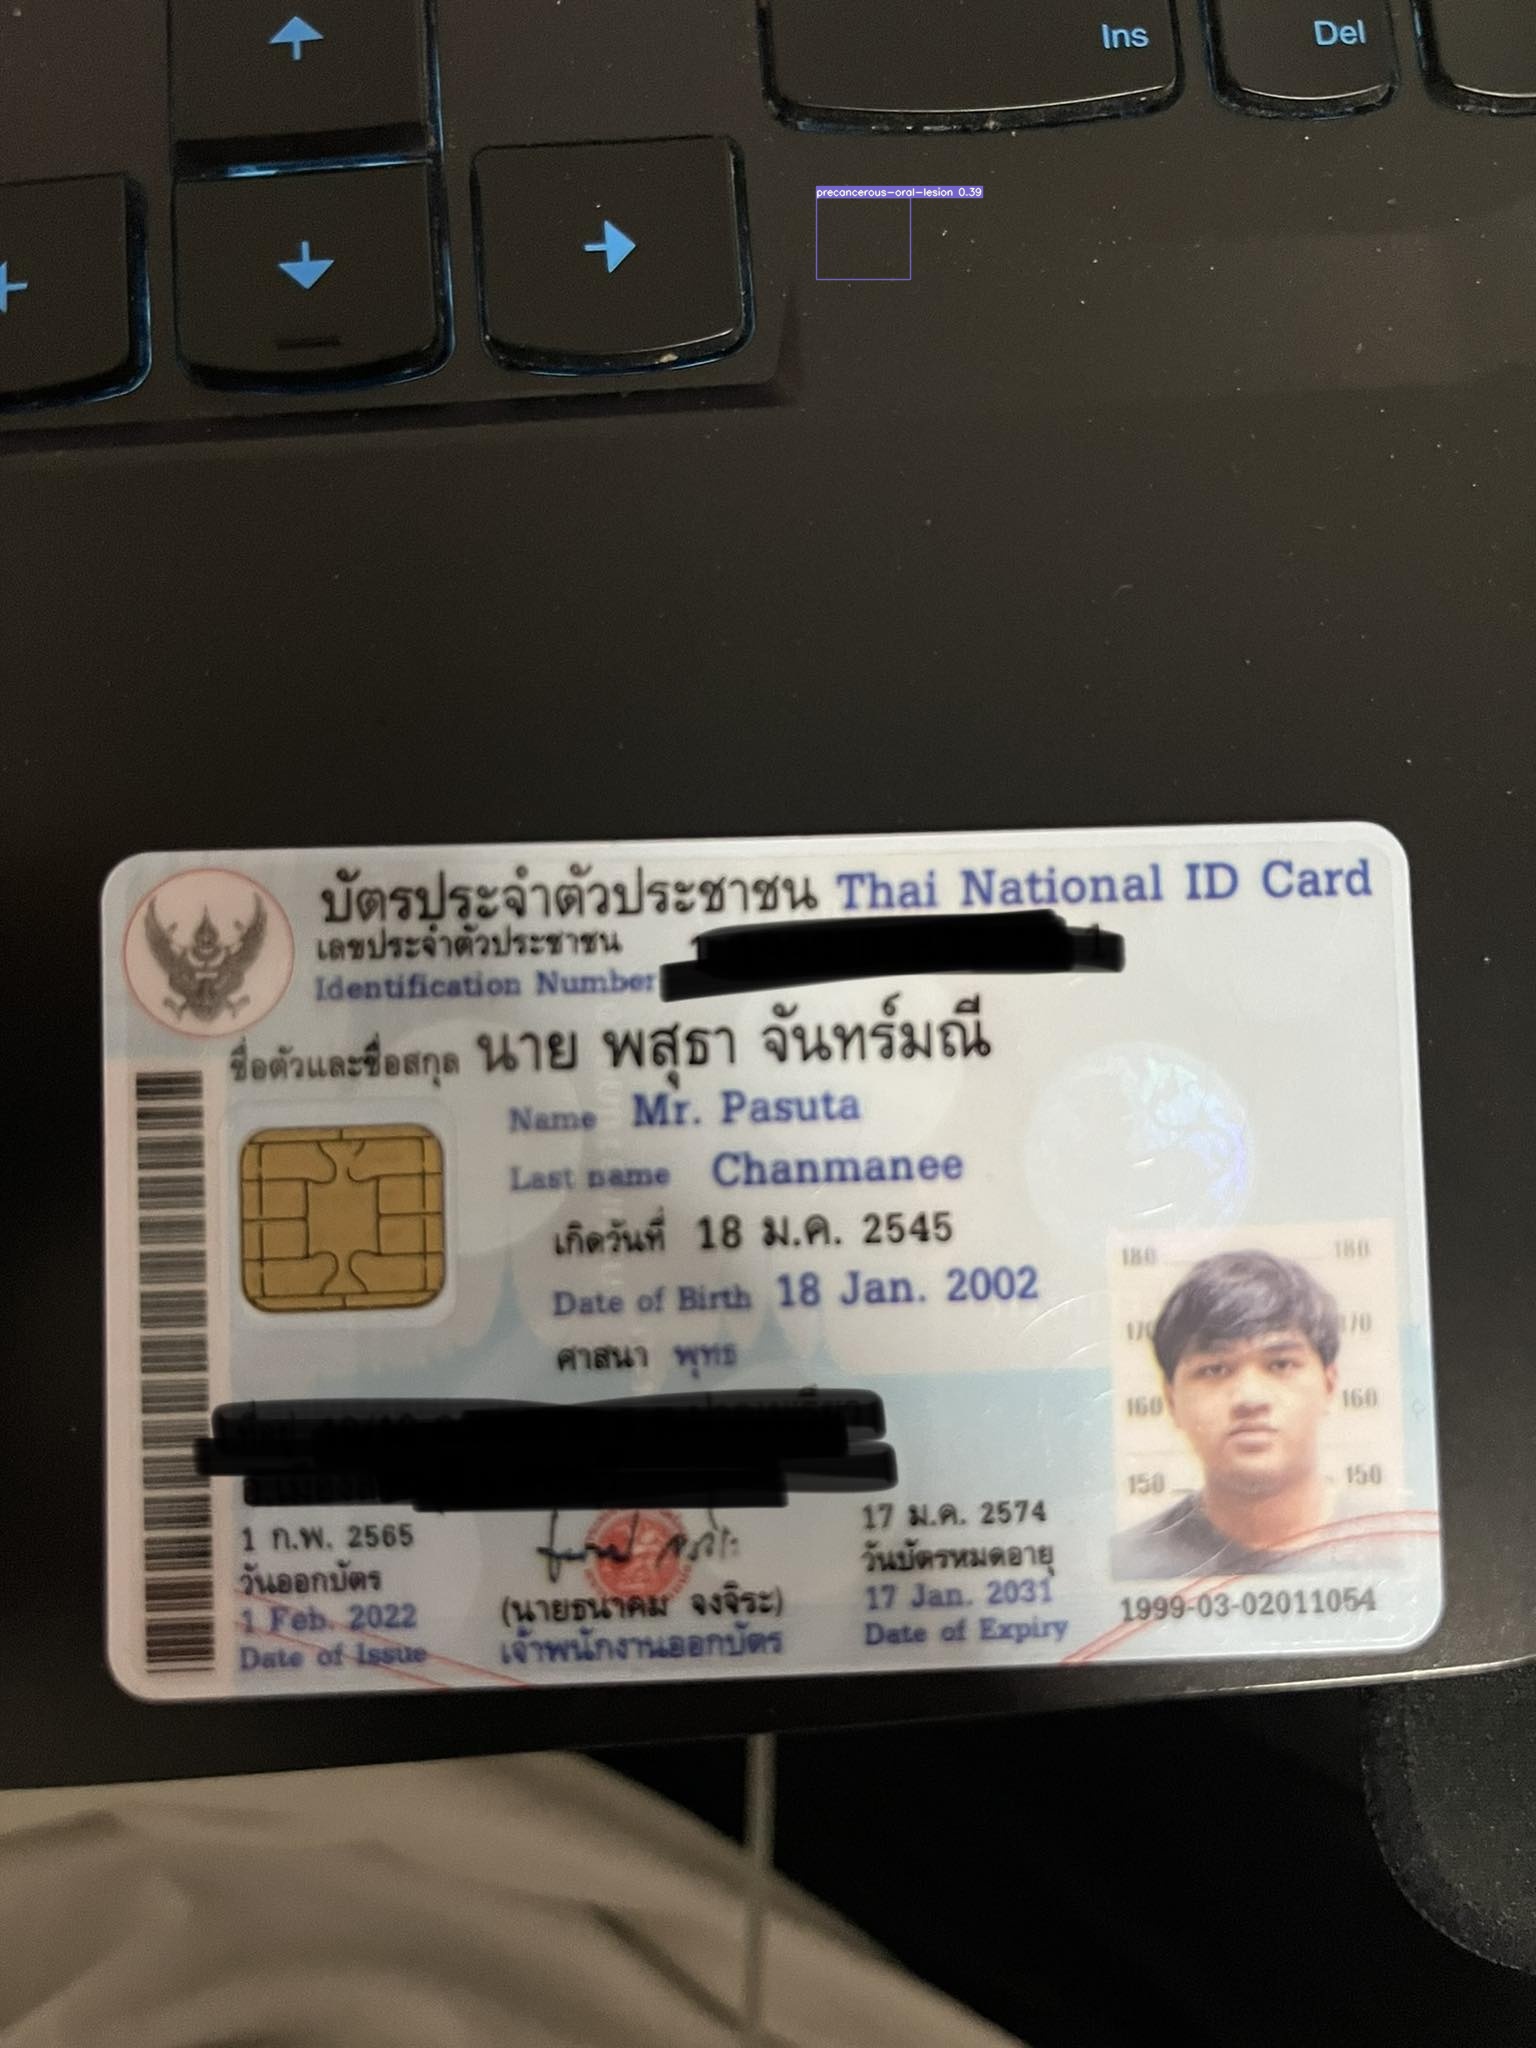 Ins
Del
precancerous-oral-lesion 0.39
บัตรประจำตัวประชาชน Thai National ID Card
เลขประจำตัวประชาชน
Identification Number
ชื่อตัวและชื่อสกุล นาย พสุธา จันทร์มณี
Name Mr. Pasuta
Last name Chanmanee
เกิดวันที่ 18 ม.ค. 2545
Date of Birth 18 Jan. 2002
ศาสนา พุทธ
180 180
170 170
160 160
150 150
1 ก.พ. 2565
วันออกบัตร
1 Feb. 2022
Date of Issue
(นายธนาคม จงจิระ)
เจ้าพนักงานออกบัตร
17 ม.ค. 2574
วันบัตรหมดอายุ
17 Jan. 2031
Date of Expiry
1999-03-02011054